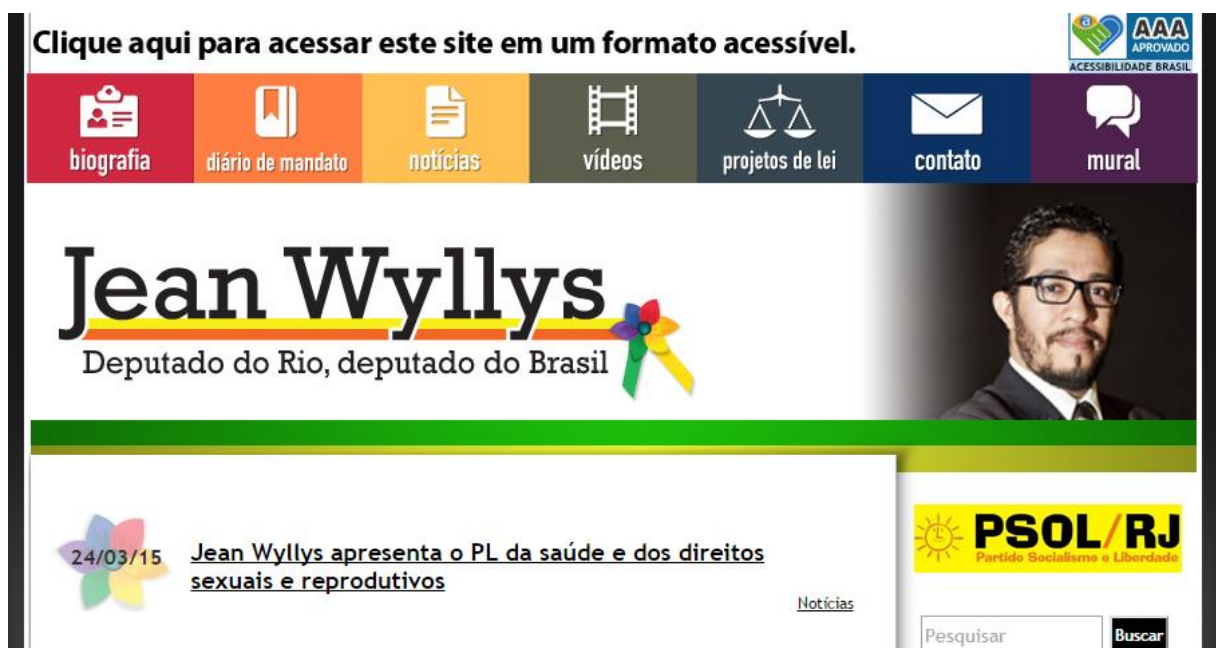 Clique aqui para acessar este site em um formato acessível.
a
AAA
APROVADO
ACESSIBILIDADE BRASIL
biografia
diário de mandato
notícias
vídeos
projetos de lei
contato
mural
Jean Wyllys
Deputado do Rio, deputado do Brasil
24/03/15
Jean Wyllys apresenta o PL da saúde e dos direitos
sexuais e reprodutivos
Notícias
PSOL/RJ
Partido Socialismo e Liberdade
Pesquisar
Buscar